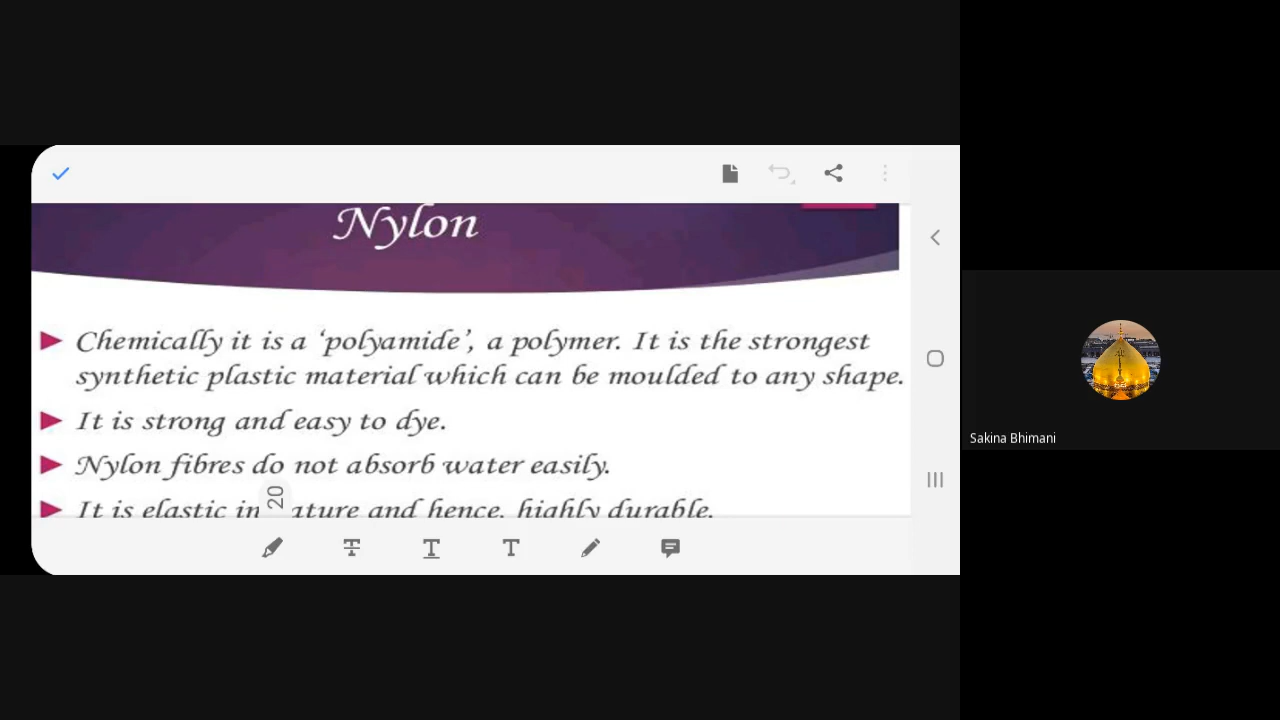 Nylon
Chemically it is a ‘polyamide’, a polymer. It is the strongest
synthetic plastic material which can be moulded to any shape.
It is strong and easy to dye.
Nylon fibres do not absorb water easily.
It is elastic in ature and hence, highly durable.
20
Sakina Bhimani